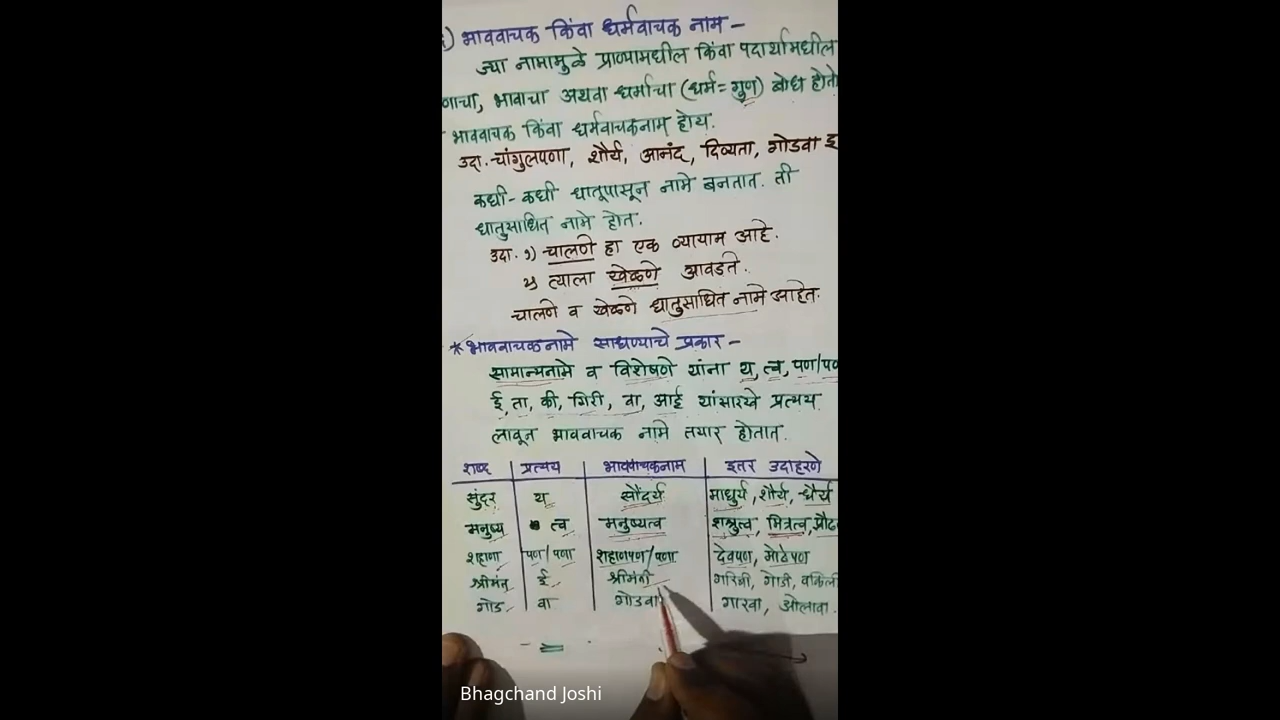 ) भाववाचक किंवा धर्मवाचक नाम -
ज्या नामामुळे प्राण्यामधील किंवा पदार्थामधील
णाचा, भावाचा अथवा धर्माचा (धर्म = गुण) बोध होतो
भाववाचक किंवा धर्मवाचकनाम होय.
उदा. चांगुलपणा, शौर्य, आनंद, दिव्यता, गोडवा इ
कधी-कधी धातूपासून नामे बनतात. ती
धातुसाधित नामे होत.
उदा. १) चालणे हा एक व्यायाम आहे.
२) त्याला खेळणे आवडते.
चालणे व खेळणे धातुसाधित नामे आहेत.
* भाववाचकनामे साधण्याचे प्रकार -
सामान्यनामे व विशेषणे यांना य, त्व, पण/पण
ई, ता, की, गिरी, वा, आई यांसारखे प्रत्यय
लावून भाववाचक नामे तयार होतात.
शब्द प्रत्यय भाववाचकनाम इतर उदाहरणे
सुंदर य सौंदर्य माधुर्य, शौर्य, धैर्य
मनुष्य त्व मनुष्यत्व शत्रुत्व, मित्रत्व, प्रौढ
शहाणा पण/पणा शहाणपण/पणा देवपण, मोठेपण
श्रीमंत ई श्रीमंती गरिबी, गोडी, वकिली
गोड वा गोडवा गारवा, ओलावा.
Bhagchand Joshi